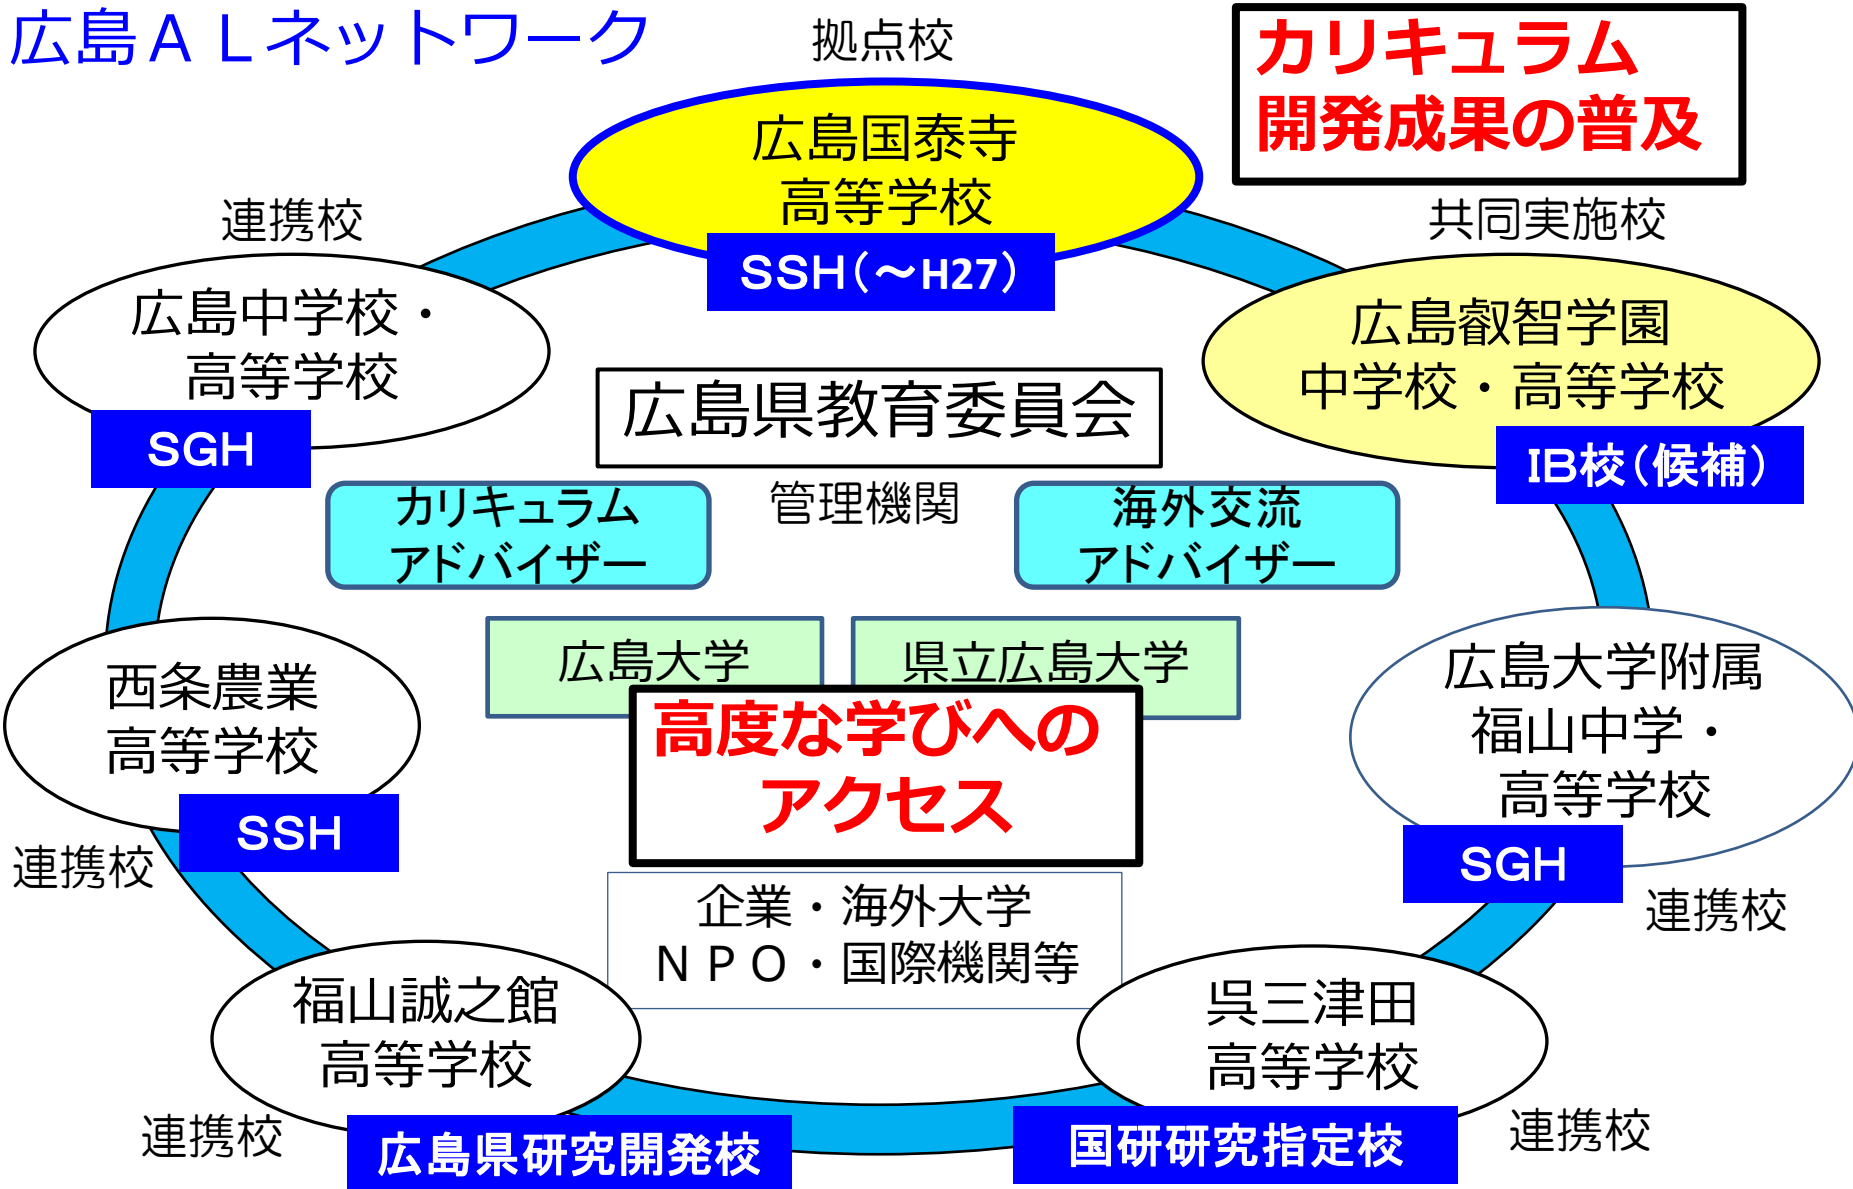 広島ＡＬネットワーク
拠点校
カリキュラム
開発成果の普及
広島国泰寺
高等学校
SSH（～H27）
連携校
共同実施校
広島中学校・
高等学校
SGH
広島叡智学園
中学校・高等学校
IB校（候補）
広島県教育委員会
管理機関
カリキュラム
アドバイザー
海外交流
アドバイザー
広島大学
県立広島大学
高度な学びへの
アクセス
西条農業
高等学校
SSH
連携校
広島大学附属
福山中学・
高等学校
SGH
連携校
企業・海外大学
ＮＰＯ・国際機関等
福山誠之館
高等学校
連携校
広島県研究開発校
呉三津田
高等学校
国研研究指定校
連携校